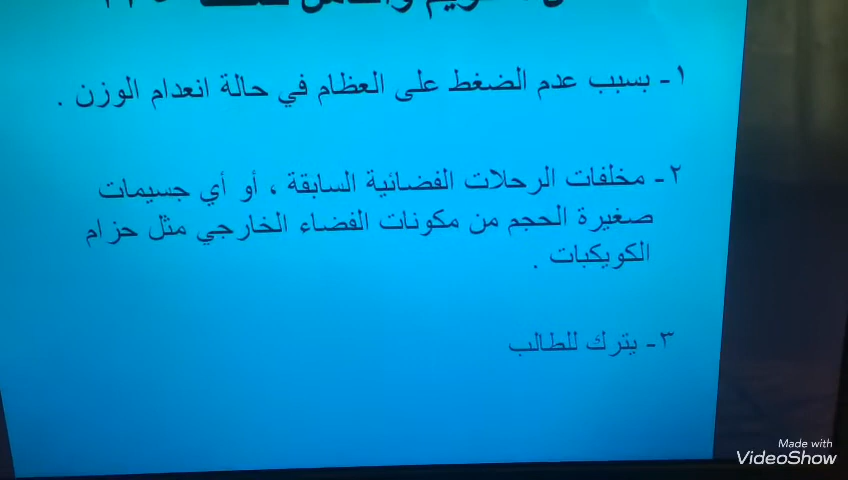 ١- بسبب عدم الضغط على العظام في حالة انعدام الوزن .
٢- مخلفات الرحلات الفضائية السابقة ، أو أي جسيمات
صغيرة الحجم من مكونات الفضاء الخارجي مثل حزام
الكويكبات .
٣- يترك للطالب
Made with
VideoShow